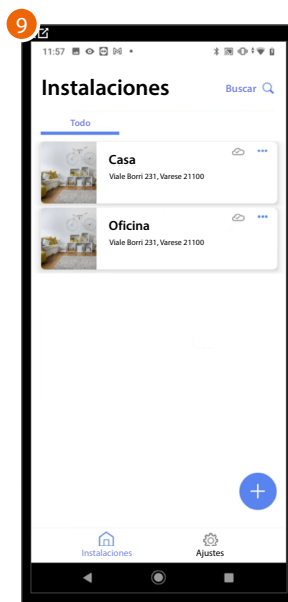 9
11:57
Instalaciones
Buscar
Todo
Casa
Viale Borri 231, Varese 21100
Oficina
Viale Borri 231, Varese 21100
Instalaciones
Ajustes